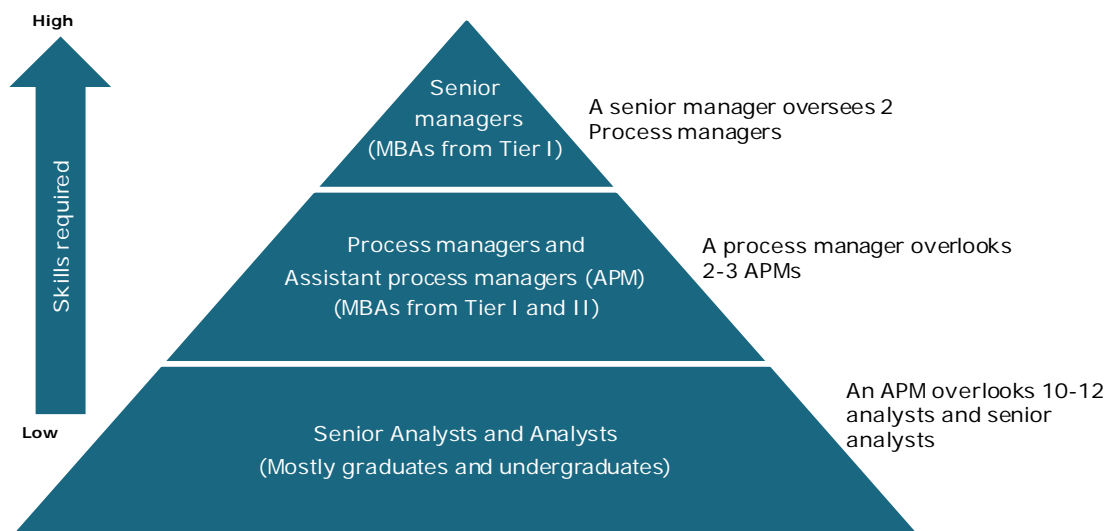 High
Senior
managers
(MBAs from Tier I)
A senior manager oversees 2
Process managers
Skills required
Process managers and
Assistant process managers (APM)
(MBAs from Tier I and II)
A process manager overlooks
2-3 APMs
Low
Senior Analysts and Analysts
(Mostly graduates and undergraduates)
An APM overlooks 10-12
analysts and senior
analysts